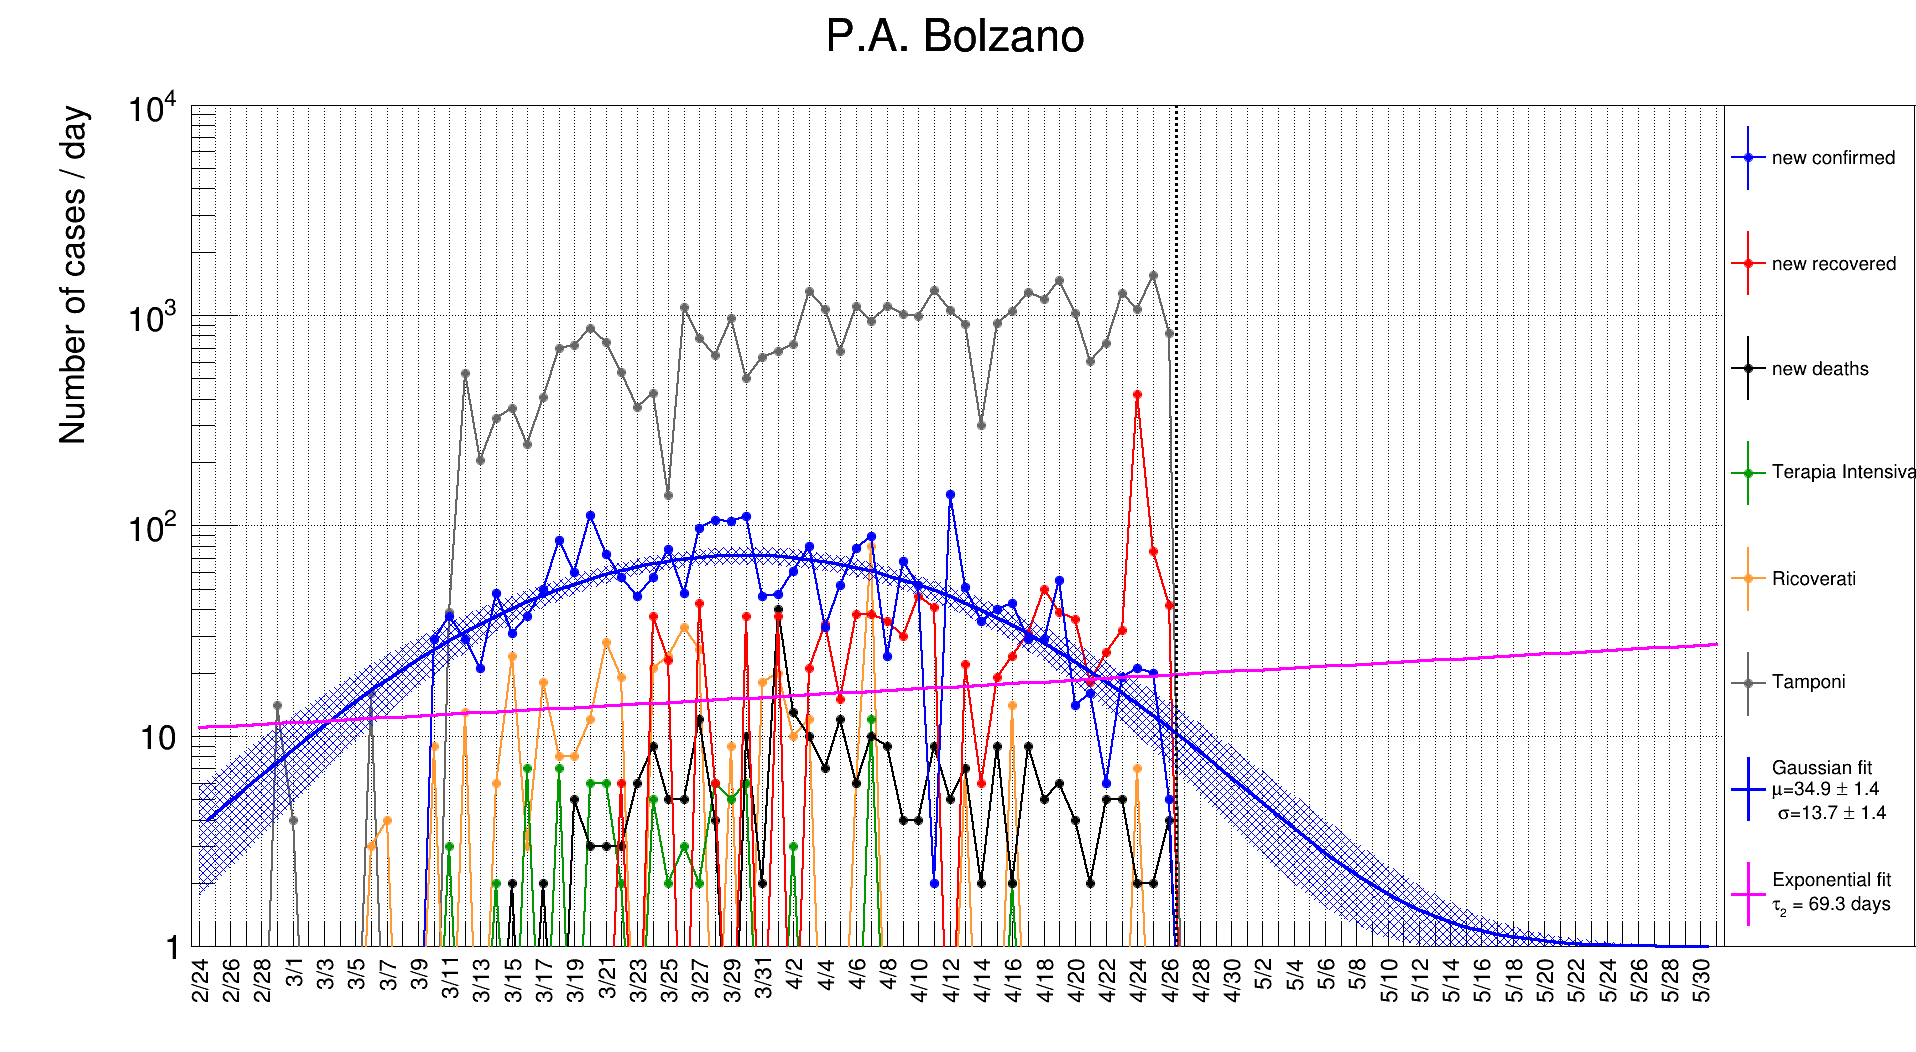 P.A. Bolzano
Number of cases / day
10^4
10^3
10^2
10
1
2/24 2/26 2/28 3/1 3/3 3/5 3/7 3/9 3/11 3/13 3/15 3/17 3/19 3/21 3/23 3/25 3/27 3/29 3/31 4/2 4/4 4/6 4/8 4/10 4/12 4/14 4/16 4/18 4/20 4/22 4/24 4/26 4/28 4/30 5/2 5/4 5/6 5/8 5/10 5/12 5/14 5/16 5/18 5/20 5/22 5/24 5/26 5/28 5/30
new confirmed
new recovered
new deaths
Terapia Intensiva
Ricoverati
Tamponi
Gaussian fit
μ=34.9 ± 1.4
σ=13.7 ± 1.4
Exponential fit
τ₂ = 69.3 days